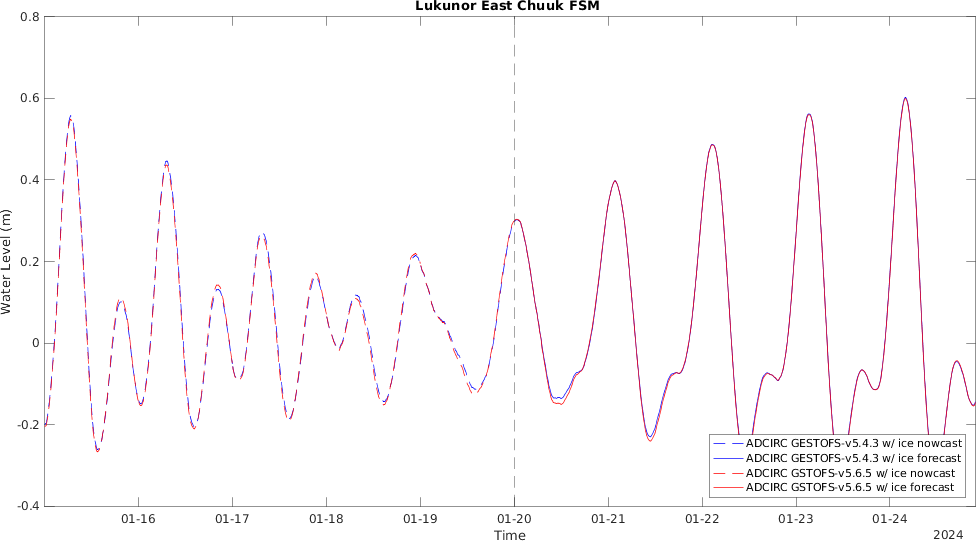 Lukunor East Chuuk FSM
0.8
0.6
0.4
0.2
0
-0.2
-0.4
Water Level (m)
ADCIRC GESTOFS-v5.4.3 w/ ice nowcast
ADCIRC GESTOFS-v5.4.3 w/ ice forecast
ADCIRC GSTOFS-v5.6.5 w/ ice nowcast
ADCIRC GSTOFS-v5.6.5 w/ ice forecast
01-16 01-17 01-18 01-19 01-20 01-21 01-22 01-23 01-24
Time
2024